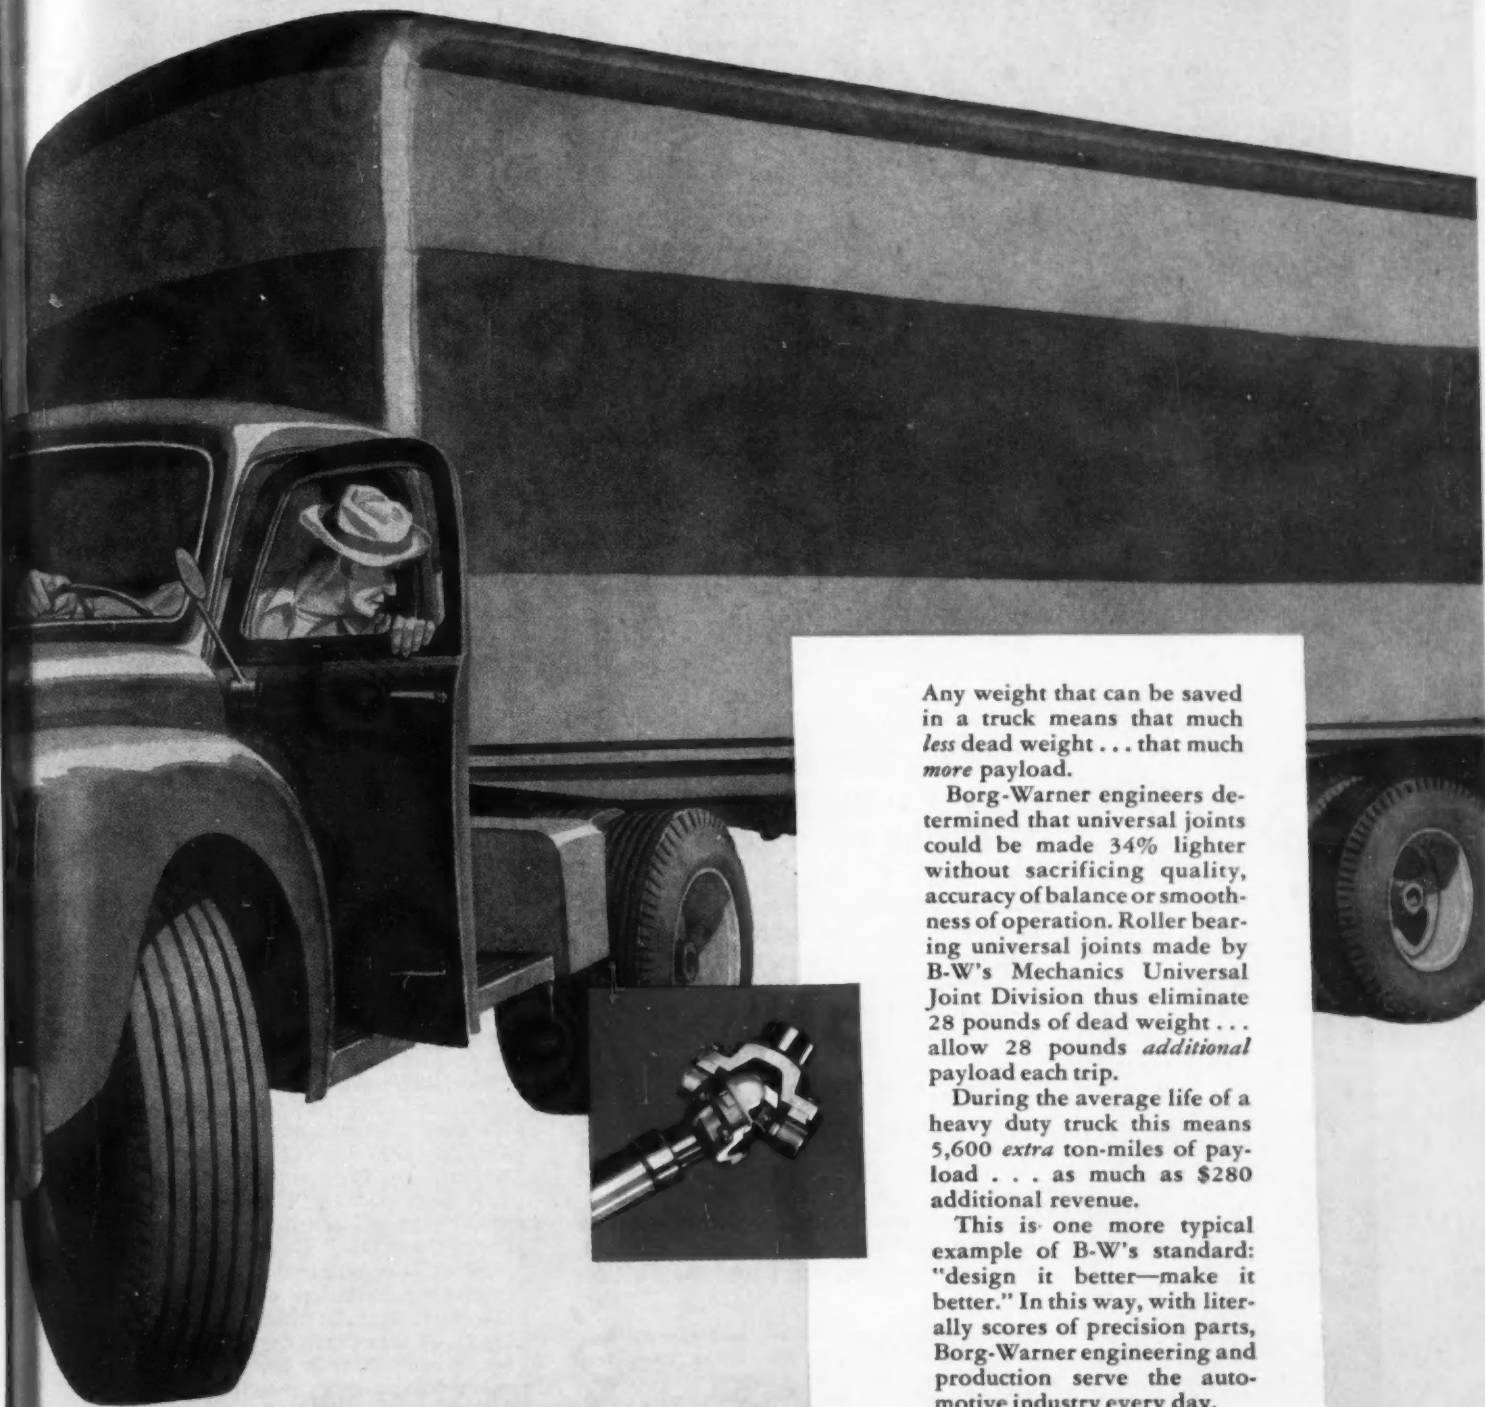 Any weight that can be saved
in a truck means that much
less dead weight . . . that much
more payload.
Borg-Warner engineers de-
termined that universal joints
could be made 34% lighter
without sacrificing quality,
accuracy of balance or smooth-
ness of operation. Roller bear-
ing universal joints made by
B-W's Mechanics Universal
Joint Division thus eliminate
28 pounds of dead weight . . .
allow 28 pounds additional
payload each trip.
During the average life of a
heavy duty truck this means
5,600 extra ton-miles of pay-
load . . . as much as $280
additional revenue.
This is one more typical
example of B-W's standard:
"design it better—make it
better." In this way, with liter-
ally scores of precision parts,
Borg-Warner engineering and
production serve the auto-
motive industry every day.